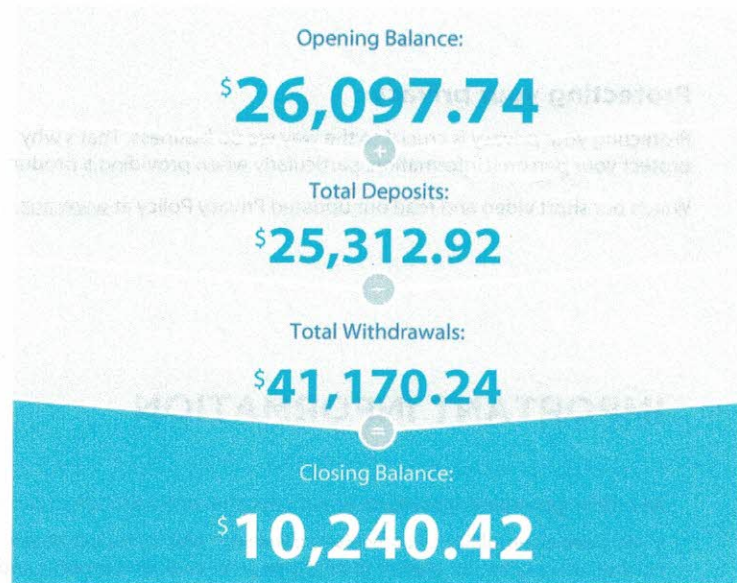 Opening Balance:
$26,097.74
+
Total Deposits:
$25,312.92
−
Total Withdrawals:
$41,170.24
=
Closing Balance:
$10,240.42